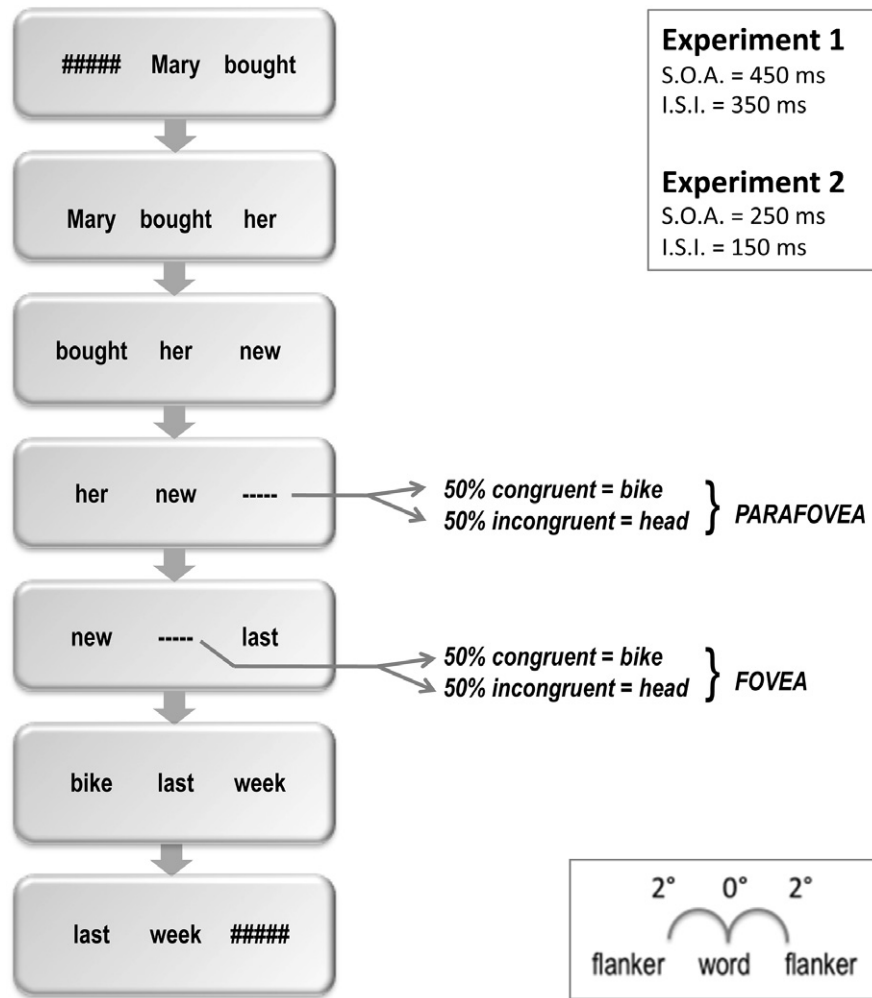 ##### Mary bought
Mary bought her
bought her new
her new -----
50% congruent = bike
50% incongruent = head
} PARAFOVEA
new ----- last
50% congruent = bike
50% incongruent = head
} FOVEA
bike last week
last week #####
Experiment 1
S.O.A. = 450 ms
I.S.I. = 350 ms
Experiment 2
S.O.A. = 250 ms
I.S.I. = 150 ms
2° 0° 2°
flanker word flanker